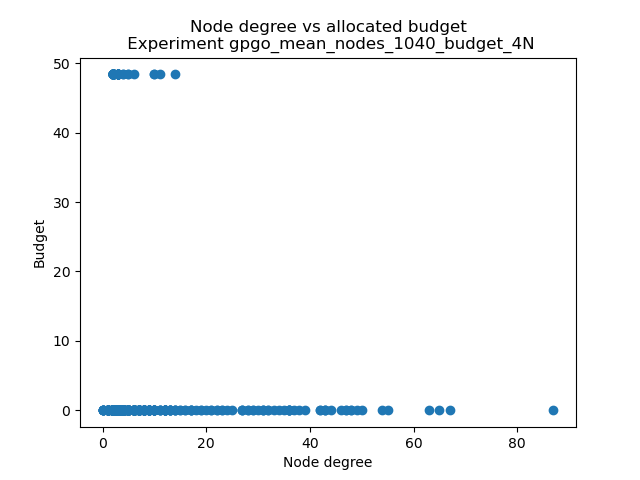 Node degree vs allocated budget
Experiment gpgo_mean_nodes_1040_budget_4N
50
40
30
20
10
0
Budget
0 20 40 60 80
Node degree